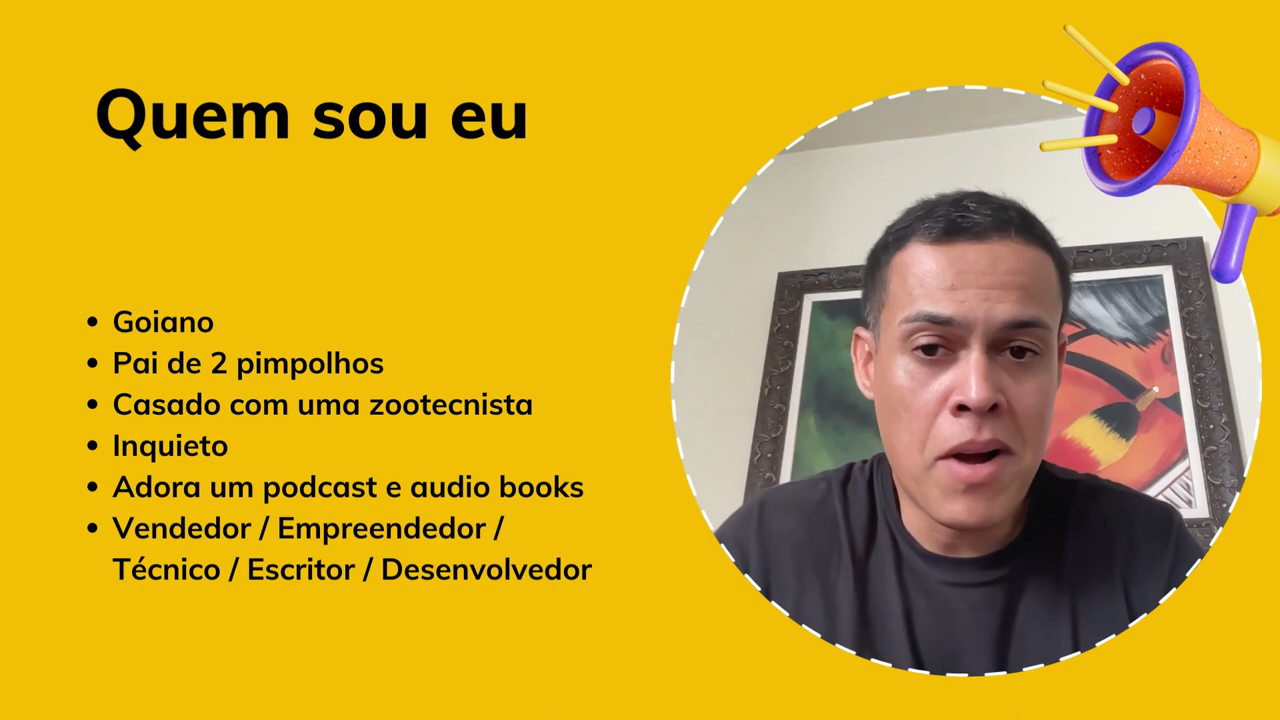 Quem sou eu
• Goiano
• Pai de 2 pimpolhos
• Casado com uma zootecnista
• Inquieto
• Adora um podcast e audio books
• Vendedor / Empreendedor /
Técnico / Escritor / Desenvolvedor